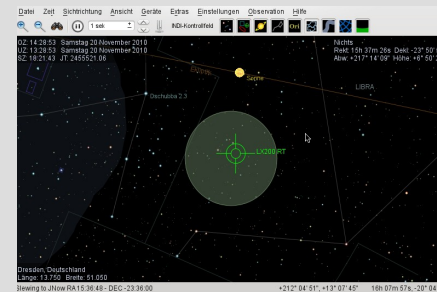 Datei Zeit Sichtrichtung Ansicht Geräte Extras Einstellungen Observation Hilfe
1 sek INDI-Kontrollfeld Ori
OZ: 14:28:53 Samstag 20 November 2010
UZ: 13:28:53 Samstag 20 November 2010
SZ: 18:21:43 JT: 2455521.06
Nichts
Rekt: 15h 37m 26s Dekl: -23° 50'
Abw: +217° 14' 09" Höhe: +6° 50'
Sonne
LIBRA
Dschubba 2.3
LX200 RT
Dresden, Deutschland
Länge: 13.750 Breite: 51.050
Slewing to JNow RA 15:36:48 - DEC -23:36:00 +212° 04' 51", +13° 07' 45" 16h 07m 57s, -20° 04